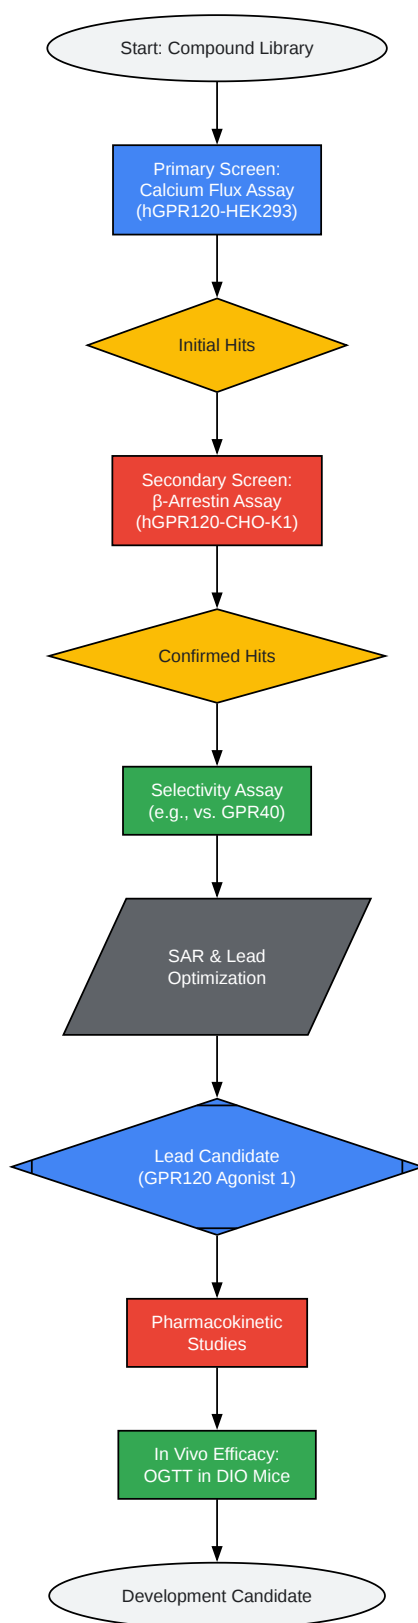 Start: Compound Library
Primary Screen:
Calcium Flux Assay
(hGPR120-HEK293)
Initial Hits
Secondary Screen:
β-Arrestin Assay
(hGPR120-CHO-K1)
Confirmed Hits
Selectivity Assay
(e.g., vs. GPR40)
SAR & Lead
Optimization
Lead Candidate
(GPR120 Agonist 1)
Pharmacokinetic
Studies
In Vivo Efficacy:
OGTT in DIO Mice
Development Candidate